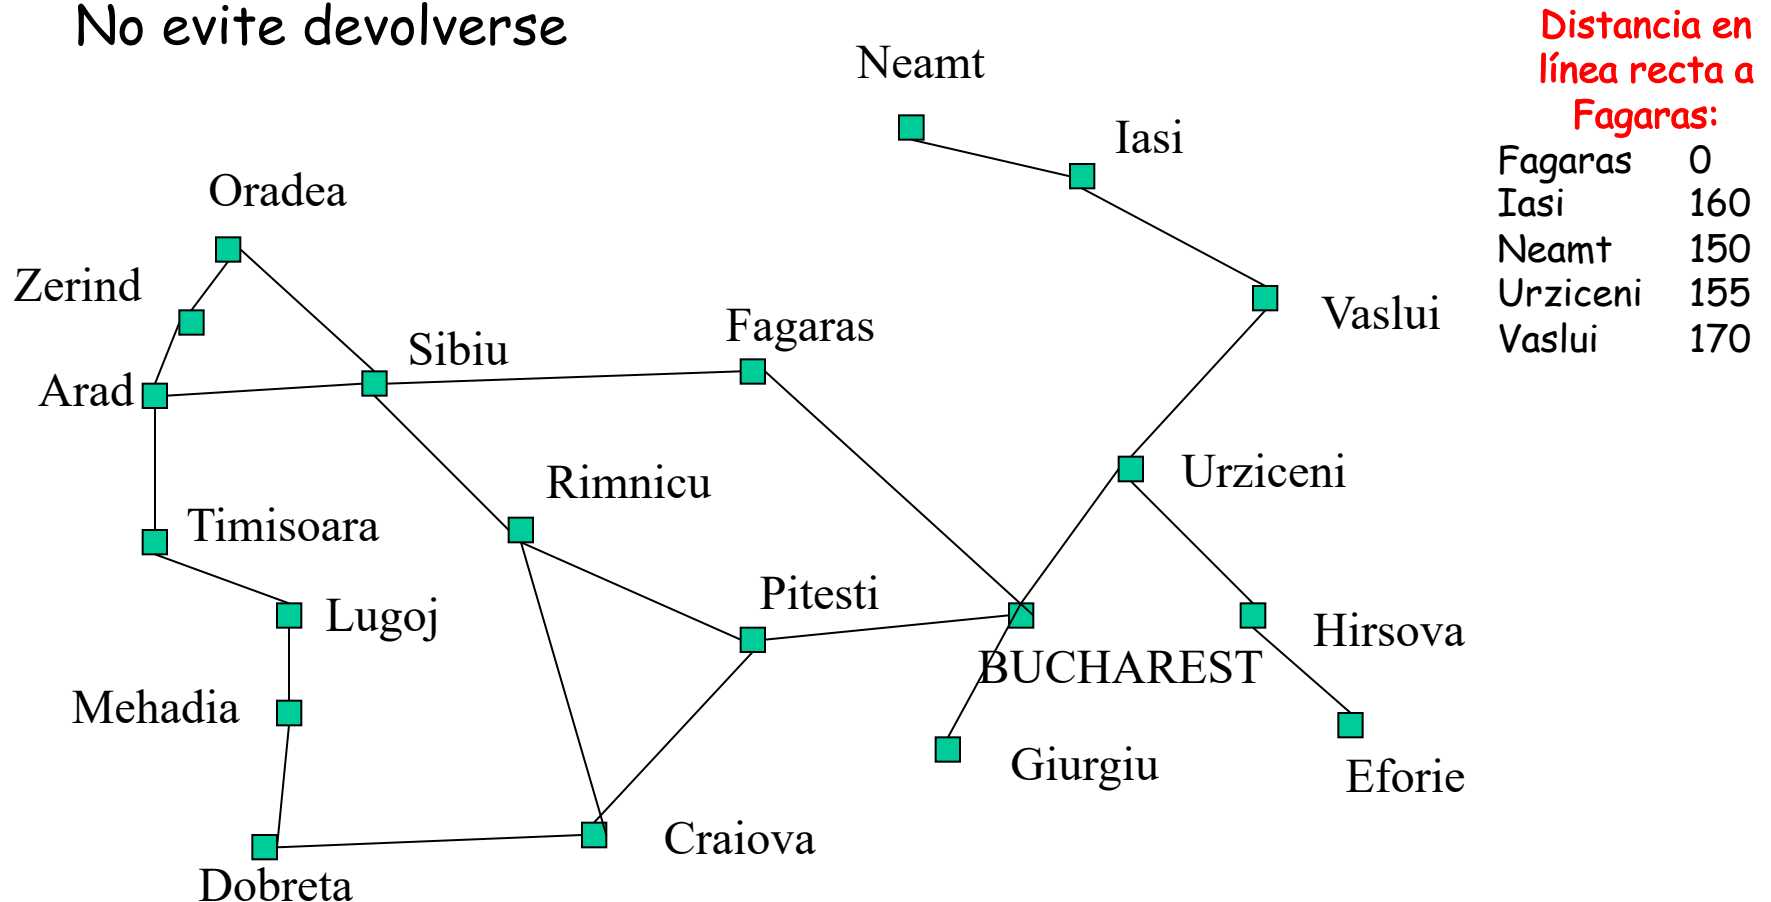 No evite devolverse
Distancia en
línea recta a
Fagaras:
Fagaras 0
Iasi 160
Neamt 150
Urziceni 155
Vaslui 170
Neamt
Iasi
Oradea
Zerind
Vaslui
Fagaras
Sibiu
Arad
Urziceni
Rimnicu
Timisoara
Pitesti
Lugoj
Hirsova
BUCHAREST
Mehadia
Giurgiu
Eforie
Craiova
Dobreta